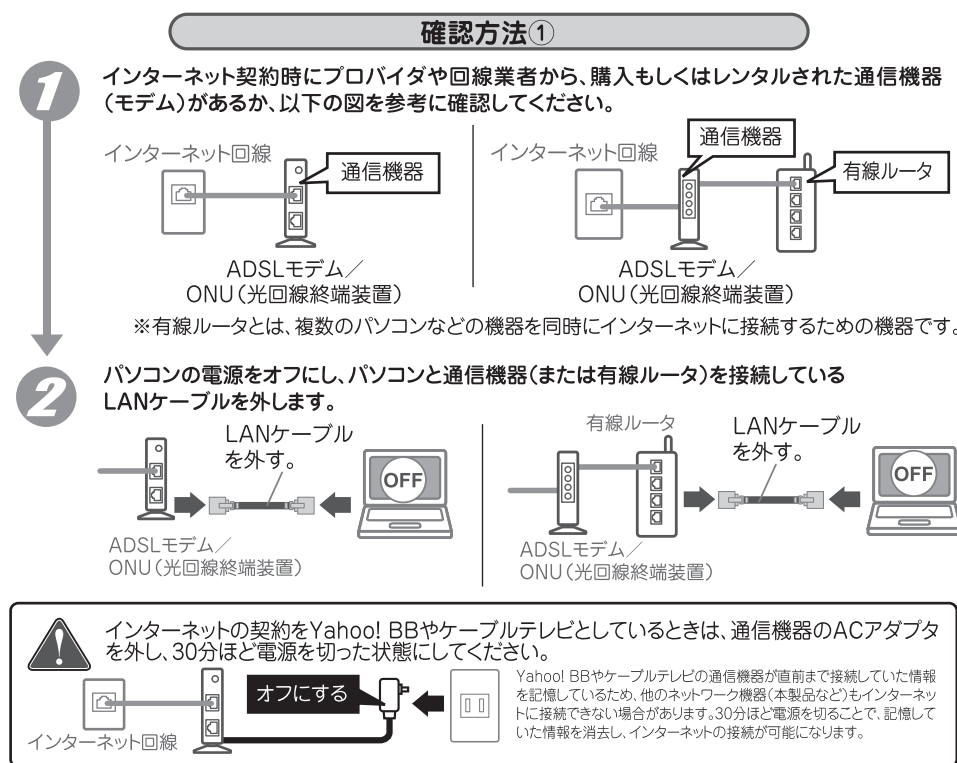 確認方法①
1
インターネット契約時にプロバイダや回線業者から、購入もしくはレンタルされた通信機器
（モデム）があるか、以下の図を参考に確認してください。
インターネット回線
通信機器
ADSLモデム／
ONU（光回線終端装置）
インターネット回線
通信機器
有線ルータ
ADSLモデム／
ONU（光回線終端装置）
※有線ルータとは、複数のパソコンなどの機器を同時にインターネットに接続するための機器です。
2
パソコンの電源をオフにし、パソコンと通信機器（または有線ルータ）を接続している
LANケーブルを外します。
LANケーブル
を外す。
OFF
ADSLモデム／
ONU（光回線終端装置）
有線ルータ
LANケーブル
を外す。
OFF
ADSLモデム／
ONU（光回線終端装置）
インターネットの契約をYahoo! BBやケーブルテレビとしているときは、通信機器のACアダプタ
を外し、30分ほど電源を切った状態にしてください。
オフにする
インターネット回線
Yahoo! BBやケーブルテレビの通信機器が直前まで接続していた情報
を記憶しているため、他のネットワーク機器（本製品など）もインターネッ
トに接続できない場合があります。30分ほど電源を切ることで、記憶して
いた情報を消去し、インターネットの接続が可能になります。